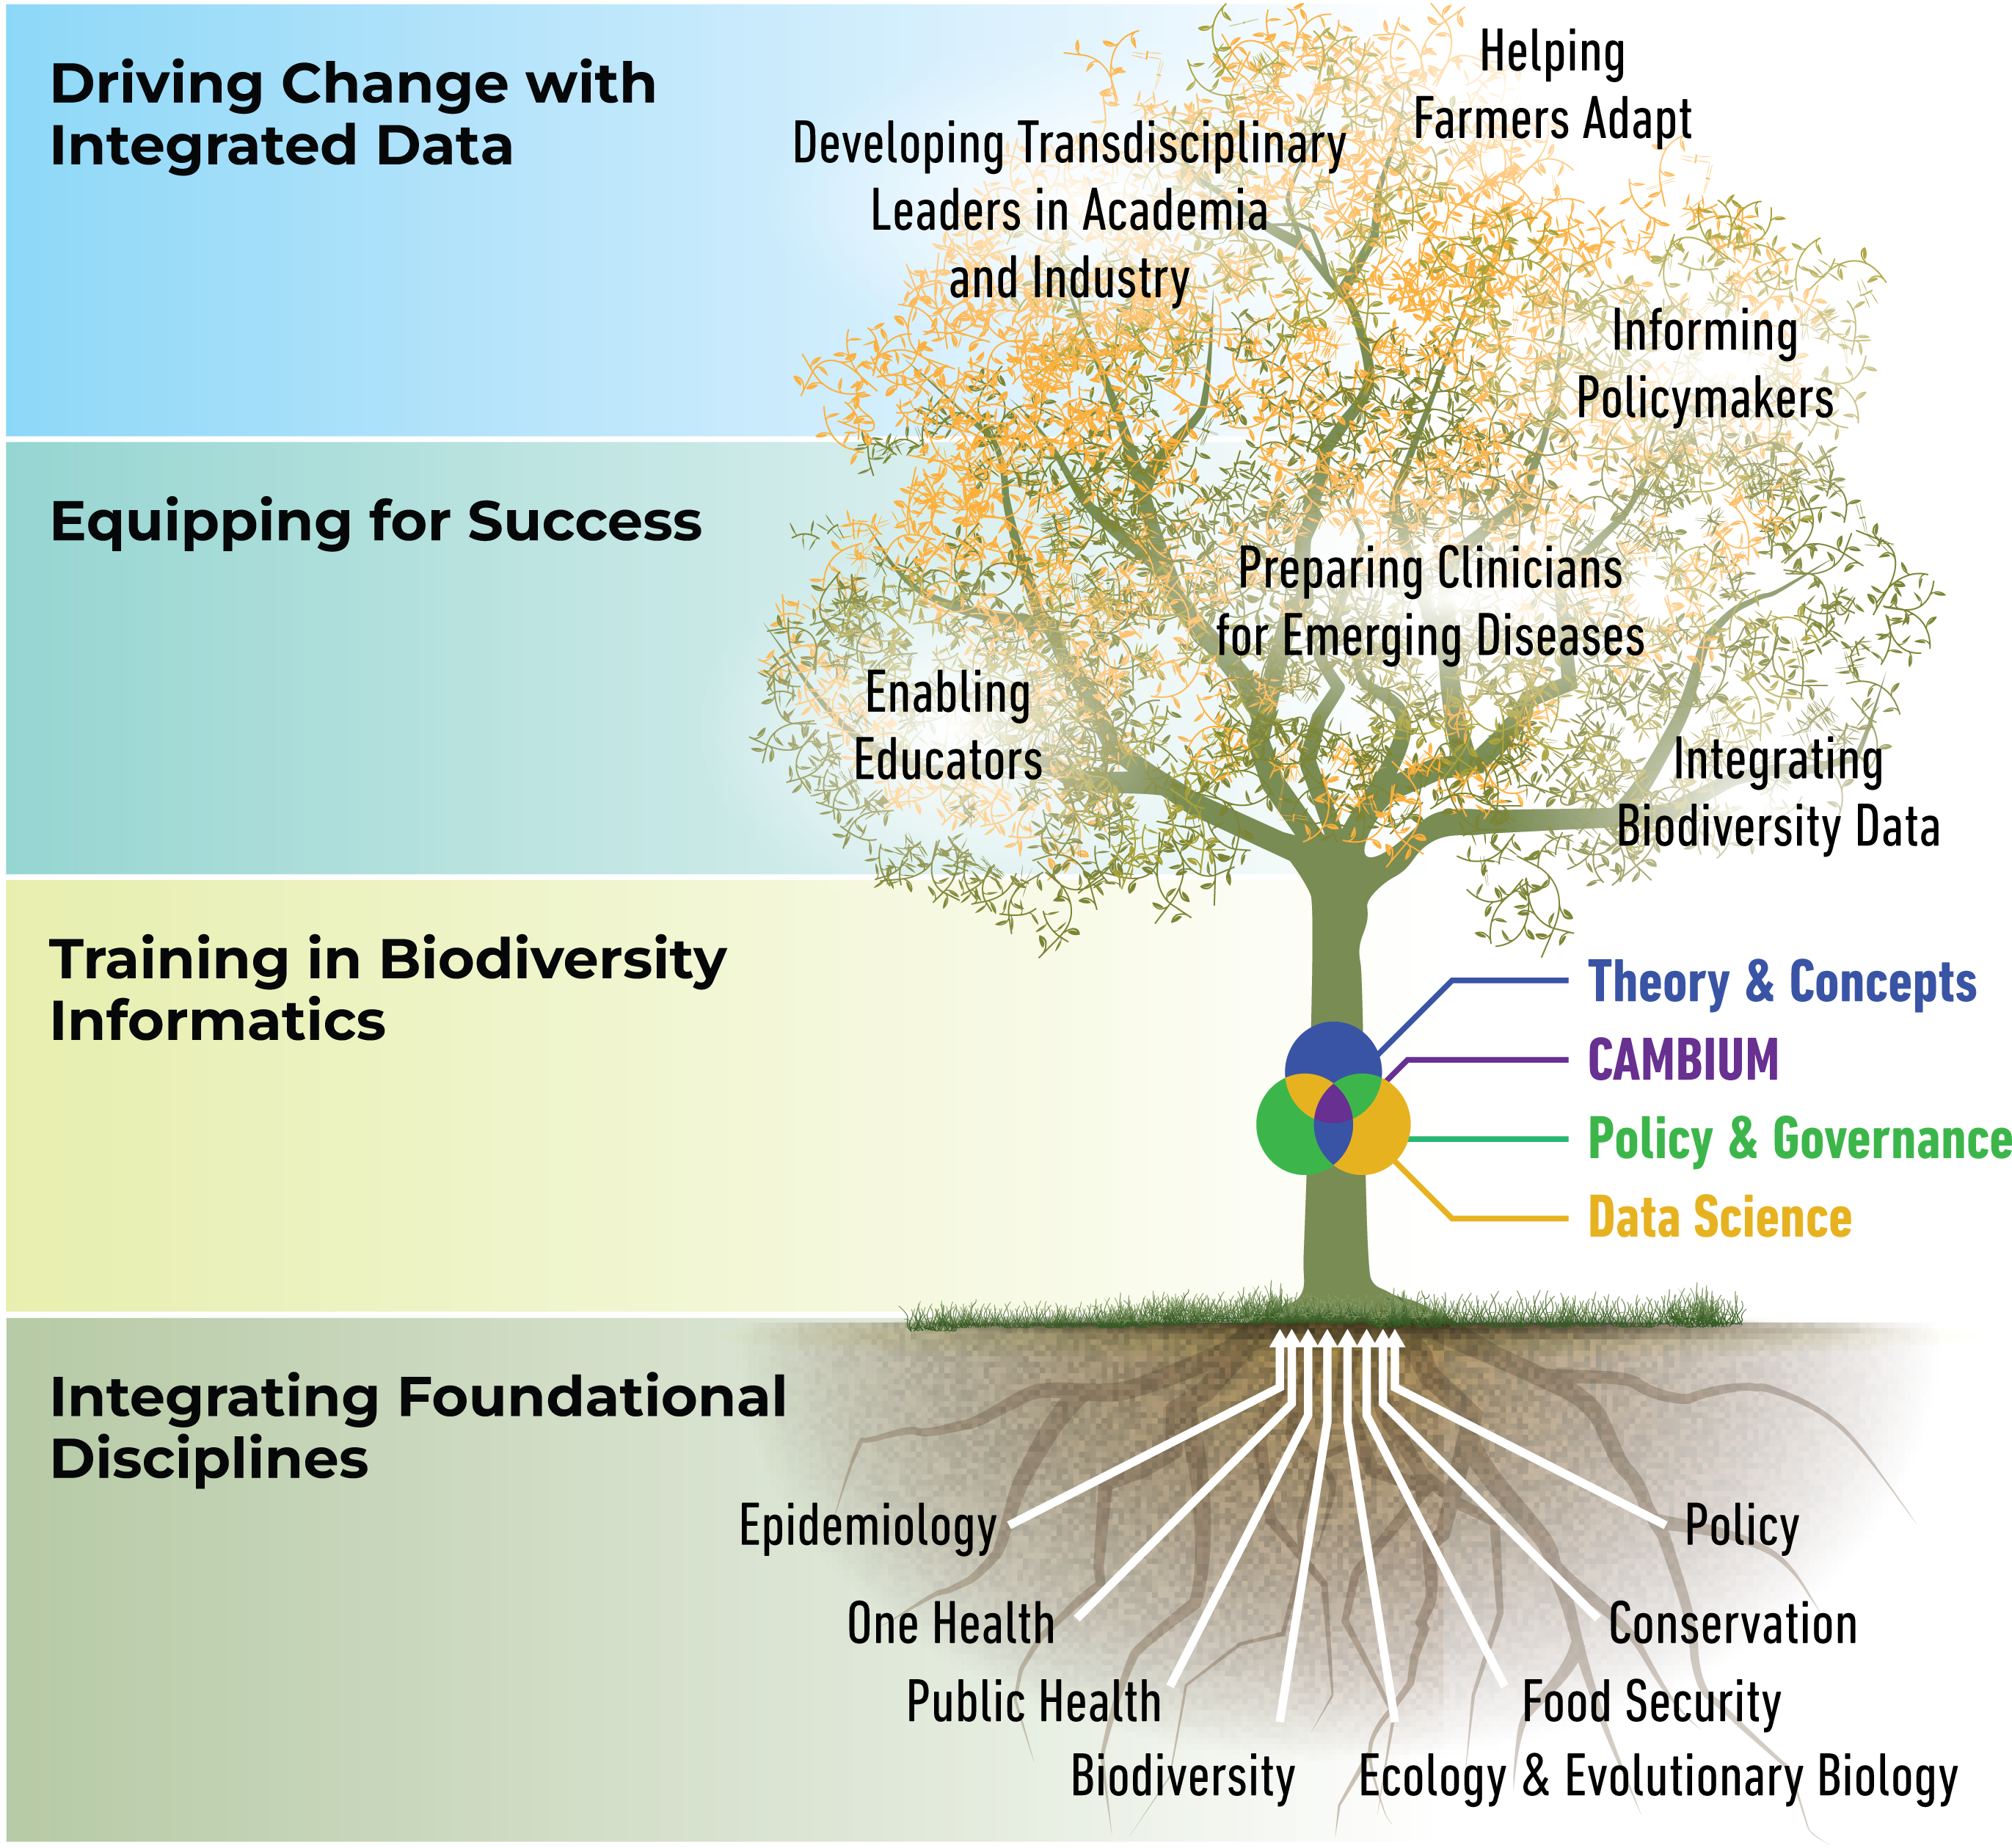 Driving Change with
Integrated Data
Helping
Farmers Adapt
Developing Transdisciplinary
Leaders in Academia
and Industry
Informing
Policymakers
Equipping for Success
Preparing Clinicians
for Emerging Diseases
Enabling
Educators
Integrating
Biodiversity Data
Training in Biodiversity
Informatics
Theory & Concepts
CAMBIUM
Policy & Governance
Data Science
Integrating Foundational
Disciplines
Epidemiology
Policy
One Health
Conservation
Public Health
Food Security
Biodiversity
Ecology & Evolutionary Biology